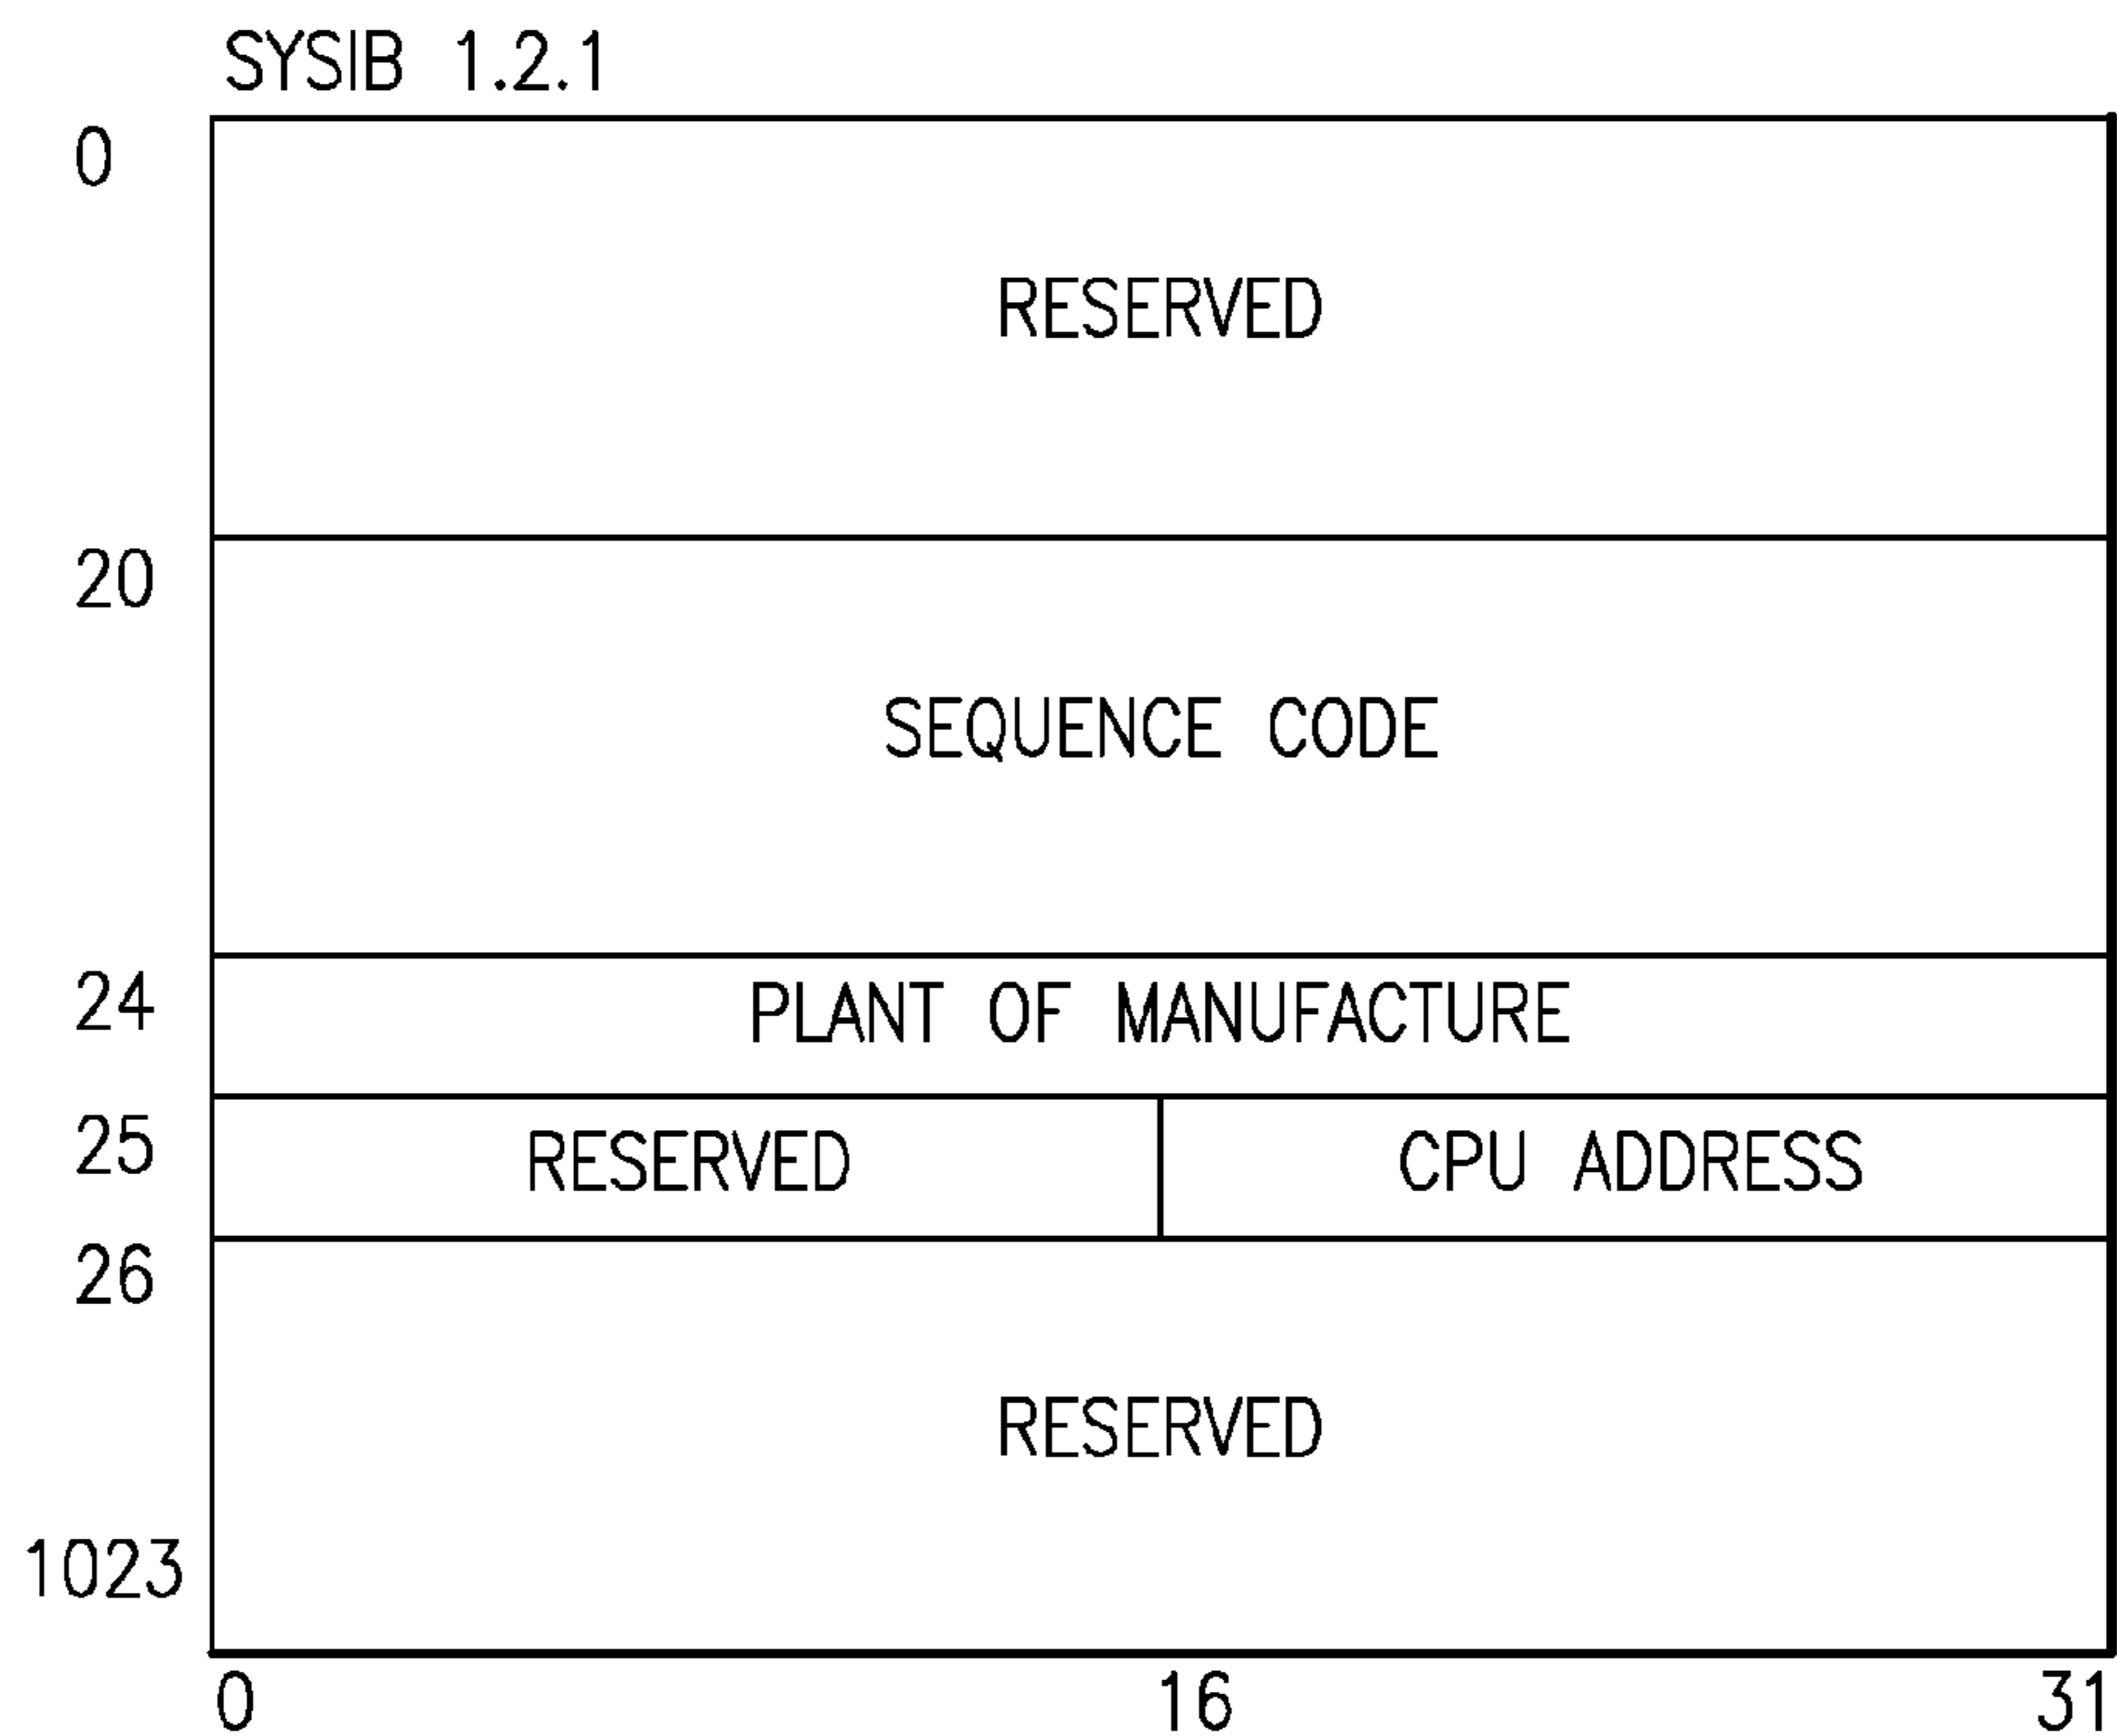 SYSIB 1.2.1
0
RESERVED
20
SEQUENCE CODE
24
PLANT OF MANUFACTURE
25 RESERVED CPU ADDRESS
26
RESERVED
1023
0 16 31